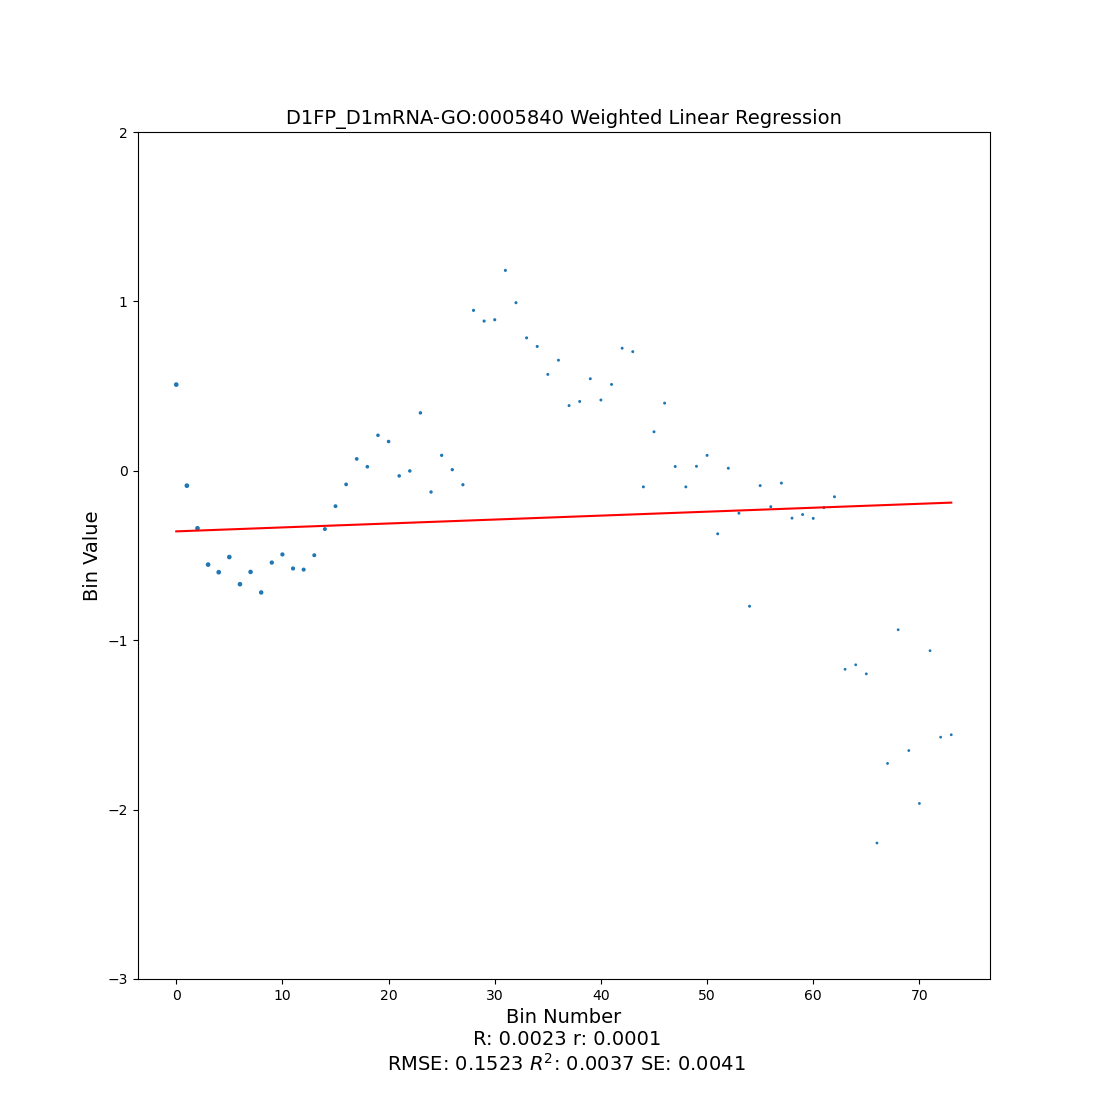 D1FP_D1mRNA-GO:0005840 Weighted Linear Regression
2
1
0
−1
−2
−3
Bin Value
0 10 20 30 40 50 60 70
Bin Number
R: 0.0023 r: 0.0001
RMSE: 0.1523 R²: 0.0037 SE: 0.0041